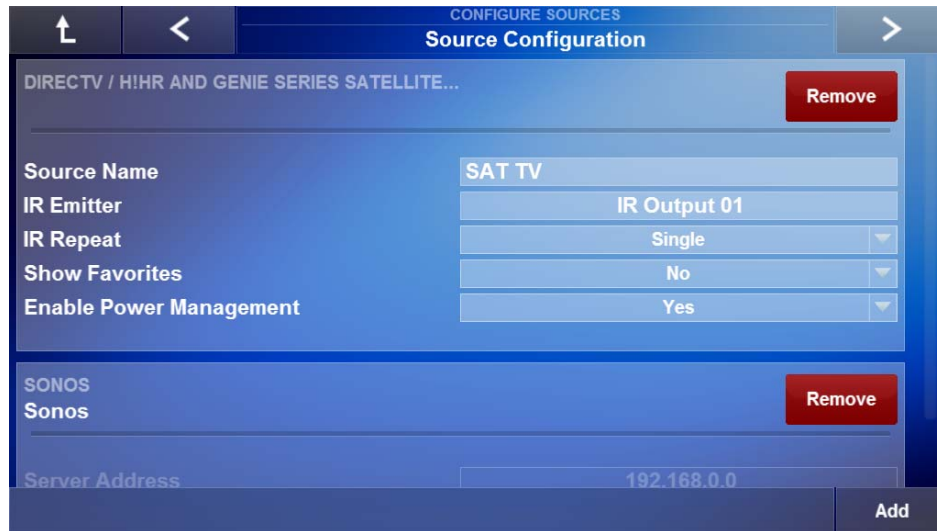 CONFIGURE SOURCES
Source Configuration
DIRECTV / H!HR AND GENIE SERIES SATELLITE...
Remove
Source Name
SAT TV
IR Emitter
IR Output 01
IR Repeat
Single
Show Favorites
No
Enable Power Management
Yes
SONOS
Sonos
Remove
Server Address
192.168.0.0
Add